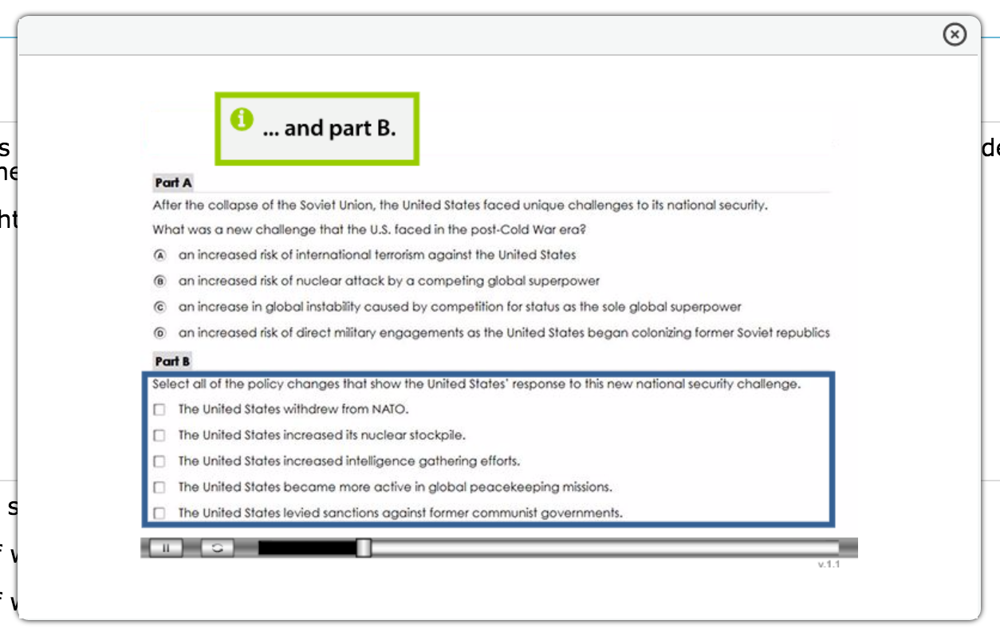 ... and part B.
s
de
ne
ht
Part A
After the collapse of the Soviet Union, the United States faced unique challenges to its national security.
What was a new challenge that the U.S. faced in the post-Cold War era?
A an increased risk of international terrorism against the United States
B an increased risk of nuclear attack by a competing global superpower
C an increase in global instability caused by competition for status as the sole global superpower
D an increased risk of direct military engagements as the United States began colonizing former Soviet republics
Part B
Select all of the policy changes that show the United States' response to this new national security challenge.
The United States withdrew from NATO.
The United States increased its nuclear stockpile.
The United States increased intelligence gathering efforts.
The United States became more active in global peacekeeping missions.
The United States levied sanctions against former communist governments.
s
v.1.1